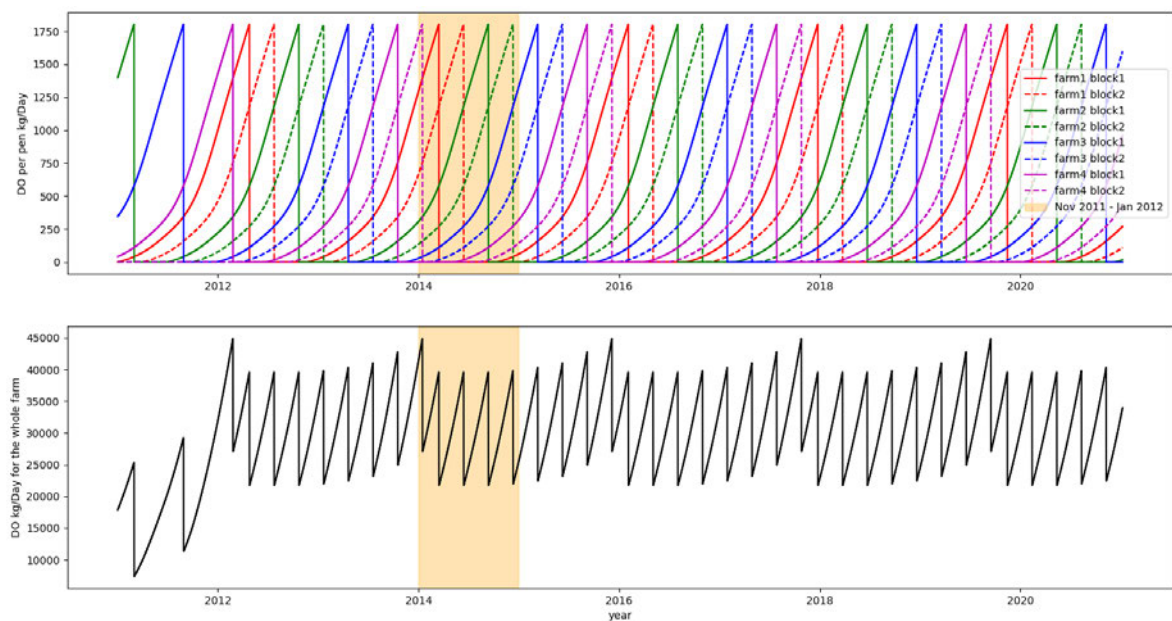 DO per pen kg/Day
1750
1500
1250
1000
750
500
250
0
2012
2014
2016
2018
2020
farm1 block1
farm1 block2
farm2 block1
farm2 block2
farm3 block1
farm3 block2
farm4 block1
farm4 block2
Nov 2011 - Jan 2012
DO kg/Day for the whole farm
45000
40000
35000
30000
25000
20000
15000
10000
2012
2014
2016
2018
2020
year